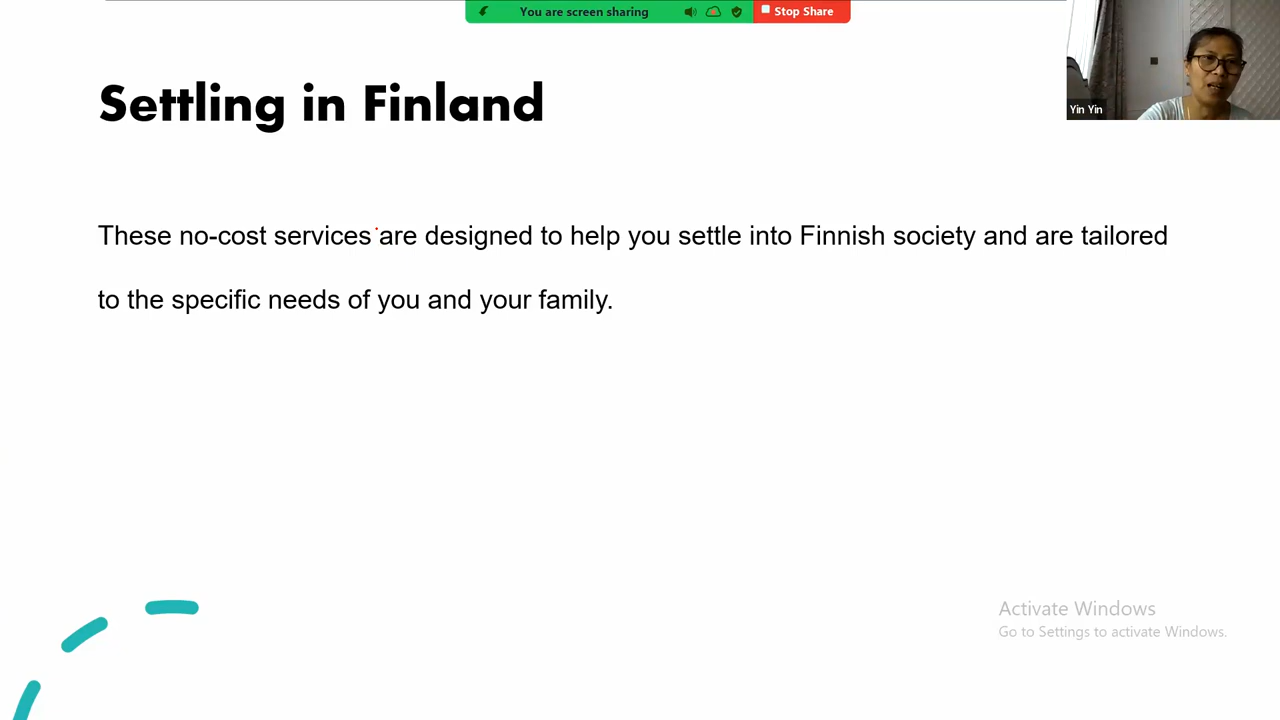 You are screen sharing Stop Share
Yin Yin
Settling in Finland
These no-cost services are designed to help you settle into Finnish society and are tailored
to the specific needs of you and your family.
Activate Windows
Go to Settings to activate Windows.